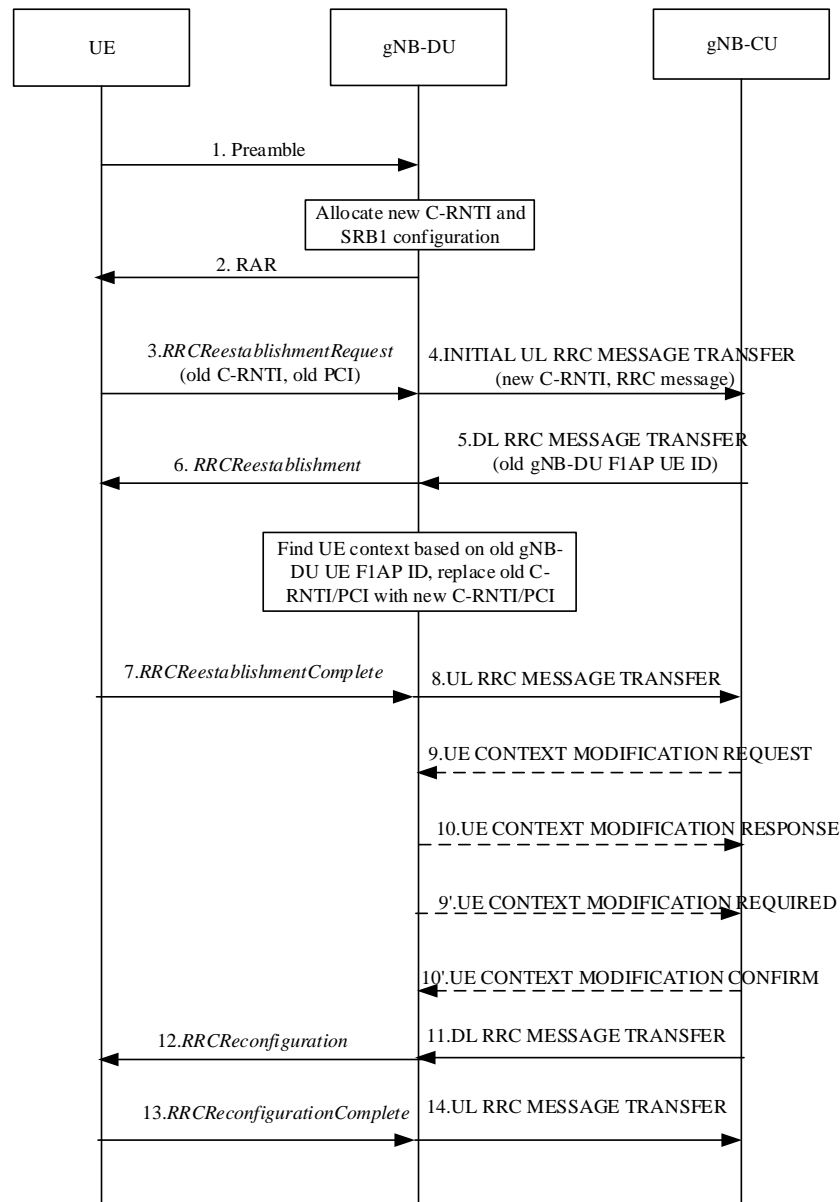 UE
gNB-DU
gNB-CU
1. Preamble
Allocate new C-RNTI and
SRB1 configuration
2. RAR
3.RRCReestablishmentRequest
(old C-RNTI, old PCI)
4.INITIAL UL RRC MESSAGE TRANSFER
(new C-RNTI, RRC message)
5.DL RRC MESSAGE TRANSFER
(old gNB-DU F1AP UE ID)
6. RRCReestablishment
Find UE context based on old gNB-
DU UE F1AP ID, replace old C-
RNTI/PCI with new C-RNTI/PCI
7.RRCReestablishmentComplete
8.UL RRC MESSAGE TRANSFER
9.UE CONTEXT MODIFICATION REQUEST
10.UE CONTEXT MODIFICATION RESPONSE
9'.UE CONTEXT MODIFICATION REQUIRED
10'.UE CONTEXT MODIFICATION CONFIRM
11.DL RRC MESSAGE TRANSFER
12.RRCReconfiguration
13.RRCReconfigurationComplete
14.UL RRC MESSAGE TRANSFER